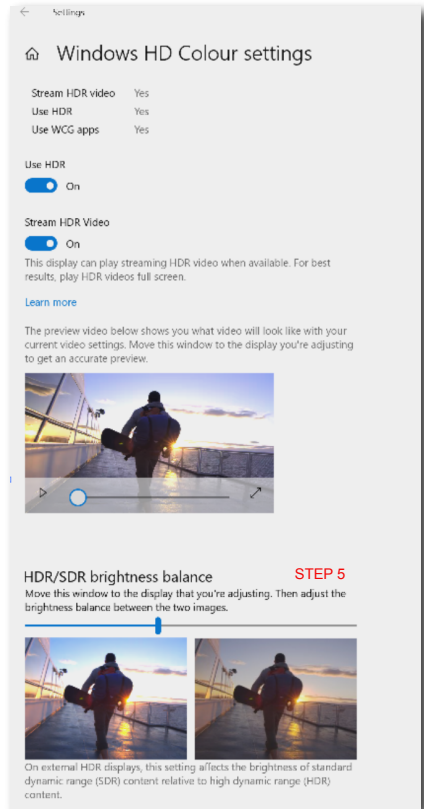 Settings
Windows HD Colour settings
Stream HDR video Yes
Use HDR Yes
Use WCG apps Yes
Use HDR
On
Stream HDR Video
On
This display can play streaming HDR video when available. For best
results, play HDR videos full screen.
Learn more
The preview video below shows you what video will look like with your
current video settings. Move this window to the display you're adjusting
to get an accurate preview.
HDR/SDR brightness balance STEP 5
Move this window to the display that you're adjusting. Then adjust the
brightness balance between the two images.
On external HDR displays, this setting affects the brightness of standard
dynamic range (SDR) content relative to high dynamic range (HDR)
content.